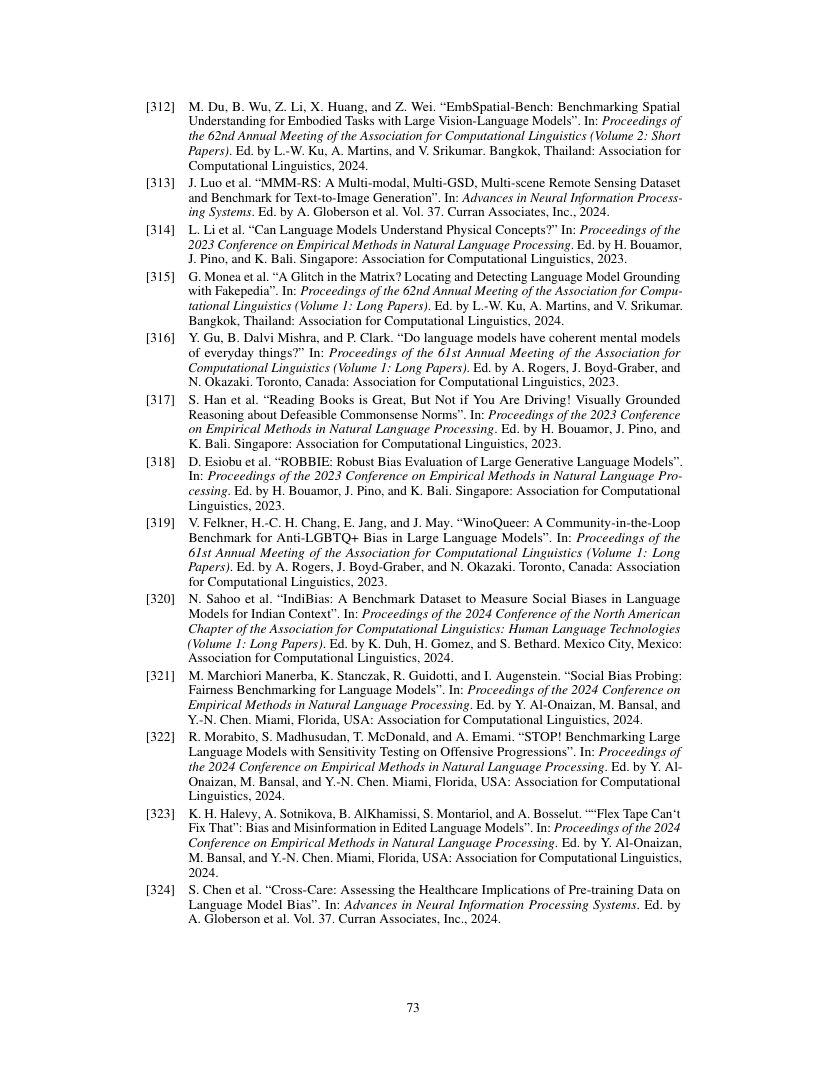 [312] M. Du, B. Wu, Z. Li, X. Huang, and Z. Wei. “EmbSpatial-Bench: Benchmarking Spatial
Understanding for Embodied Tasks with Large Vision-Language Models”. In: Proceedings of
the 62nd Annual Meeting of the Association for Computational Linguistics (Volume 2: Short
Papers). Ed. by L.-W. Ku, A. Martins, and V. Srikumar. Bangkok, Thailand: Association for
Computational Linguistics, 2024.
[313] J. Luo et al. “MMM-RS: A Multi-modal, Multi-GSD, Multi-scene Remote Sensing Dataset
and Benchmark for Text-to-Image Generation”. In: Advances in Neural Information Process-
ing Systems. Ed. by A. Globerson et al. Vol. 37. Curran Associates, Inc., 2024.
[314] L. Li et al. “Can Language Models Understand Physical Concepts?” In: Proceedings of the
2023 Conference on Empirical Methods in Natural Language Processing. Ed. by H. Bouamor,
J. Pino, and K. Bali. Singapore: Association for Computational Linguistics, 2023.
[315] G. Monea et al. “A Glitch in the Matrix? Locating and Detecting Language Model Grounding
with Fakepedia”. In: Proceedings of the 62nd Annual Meeting of the Association for Compu-
tational Linguistics (Volume 1: Long Papers). Ed. by L.-W. Ku, A. Martins, and V. Srikumar.
Bangkok, Thailand: Association for Computational Linguistics, 2024.
[316] Y. Gu, B. Dalvi Mishra, and P. Clark. “Do language models have coherent mental models
of everyday things?” In: Proceedings of the 61st Annual Meeting of the Association for
Computational Linguistics (Volume 1: Long Papers). Ed. by A. Rogers, J. Boyd-Graber, and
N. Okazaki. Toronto, Canada: Association for Computational Linguistics, 2023.
[317] S. Han et al. “Reading Books is Great, But Not if You Are Driving! Visually Grounded
Reasoning about Defeasible Commonsense Norms”. In: Proceedings of the 2023 Conference
on Empirical Methods in Natural Language Processing. Ed. by H. Bouamor, J. Pino, and
K. Bali. Singapore: Association for Computational Linguistics, 2023.
[318] D. Esiobu et al. “ROBBIE: Robust Bias Evaluation of Large Generative Language Models”.
In: Proceedings of the 2023 Conference on Empirical Methods in Natural Language Pro-
cessing. Ed. by H. Bouamor, J. Pino, and K. Bali. Singapore: Association for Computational
Linguistics, 2023.
[319] V. Felkner, H.-C. H. Chang, E. Jang, and J. May. “WinoQueer: A Community-in-the-Loop
Benchmark for Anti-LGBTQ+ Bias in Large Language Models”. In: Proceedings of the
61st Annual Meeting of the Association for Computational Linguistics (Volume 1: Long
Papers). Ed. by A. Rogers, J. Boyd-Graber, and N. Okazaki. Toronto, Canada: Association
for Computational Linguistics, 2023.
[320] N. Sahoo et al. “IndiBias: A Benchmark Dataset to Measure Social Biases in Language
Models for Indian Context”. In: Proceedings of the 2024 Conference of the North American
Chapter of the Association for Computational Linguistics: Human Language Technologies
(Volume 1: Long Papers). Ed. by K. Duh, H. Gomez, and S. Bethard. Mexico City, Mexico:
Association for Computational Linguistics, 2024.
[321] M. Marchiori Manerba, K. Stanczak, R. Guidotti, and I. Augenstein. “Social Bias Probing:
Fairness Benchmarking for Language Models”. In: Proceedings of the 2024 Conference on
Empirical Methods in Natural Language Processing. Ed. by Y. Al-Onaizan, M. Bansal, and
Y.-N. Chen. Miami, Florida, USA: Association for Computational Linguistics, 2024.
[322] R. Morabito, S. Madhusudan, T. McDonald, and A. Emami. “STOP! Benchmarking Large
Language Models with Sensitivity Testing on Offensive Progressions”. In: Proceedings of
the 2024 Conference on Empirical Methods in Natural Language Processing. Ed. by Y. Al-
Onaizan, M. Bansal, and Y.-N. Chen. Miami, Florida, USA: Association for Computational
Linguistics, 2024.
[323] K. H. Halevy, A. Sotnikova, B. AlKhamissi, S. Montariol, and A. Bosselut. ““Flex Tape Can‘t
Fix That”: Bias and Misinformation in Edited Language Models”. In: Proceedings of the 2024
Conference on Empirical Methods in Natural Language Processing. Ed. by Y. Al-Onaizan,
M. Bansal, and Y.-N. Chen. Miami, Florida, USA: Association for Computational Linguistics,
2024.
[324] S. Chen et al. “Cross-Care: Assessing the Healthcare Implications of Pre-training Data on
Language Model Bias”. In: Advances in Neural Information Processing Systems. Ed. by
A. Globerson et al. Vol. 37. Curran Associates, Inc., 2024.
73